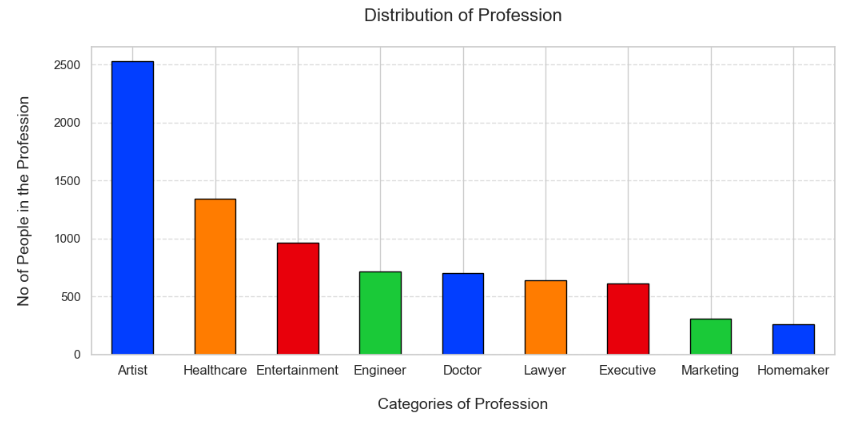 Distribution of Profession
No of People in the Profession
2500
2000
1500
1000
500
0
Artist Healthcare Entertainment Engineer Doctor Lawyer Executive Marketing Homemaker
Categories of Profession